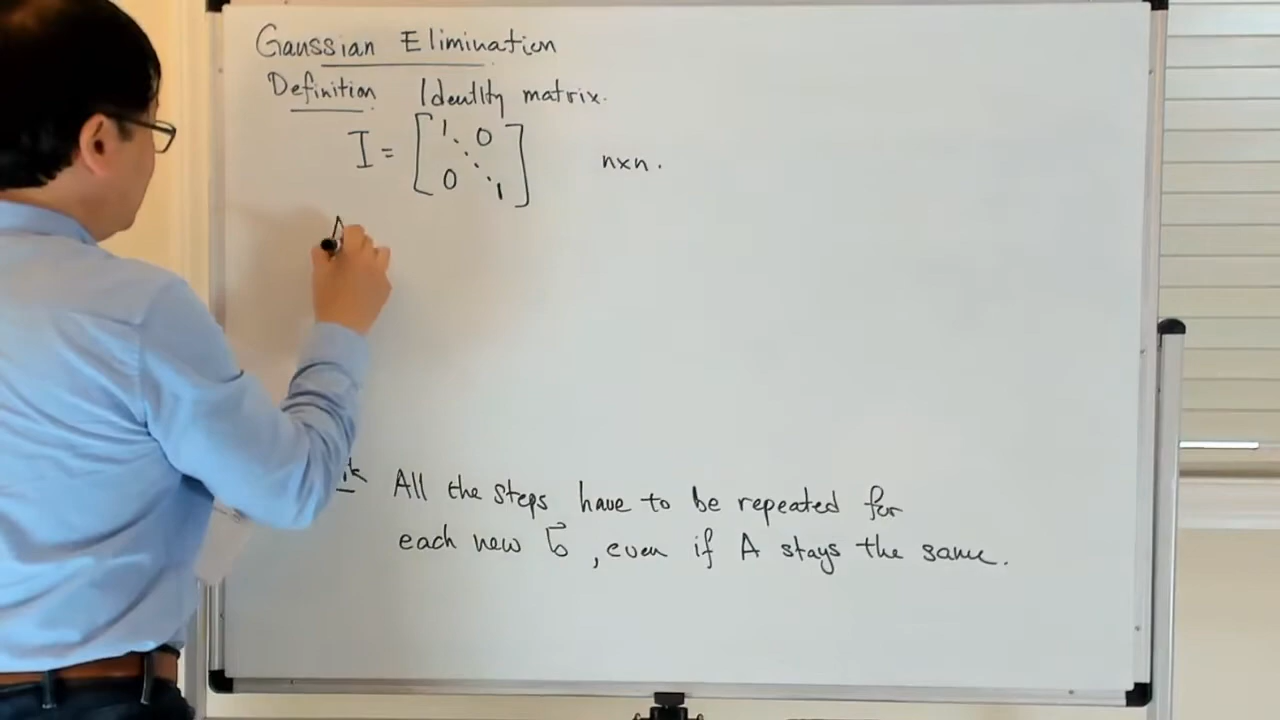 Gaussian Elimination
Definition Identity matrix.
I = [1 ⋱ 0
0 1] n×n.
All the steps have to be repeated for
each new b⃗, even if A stays the same.